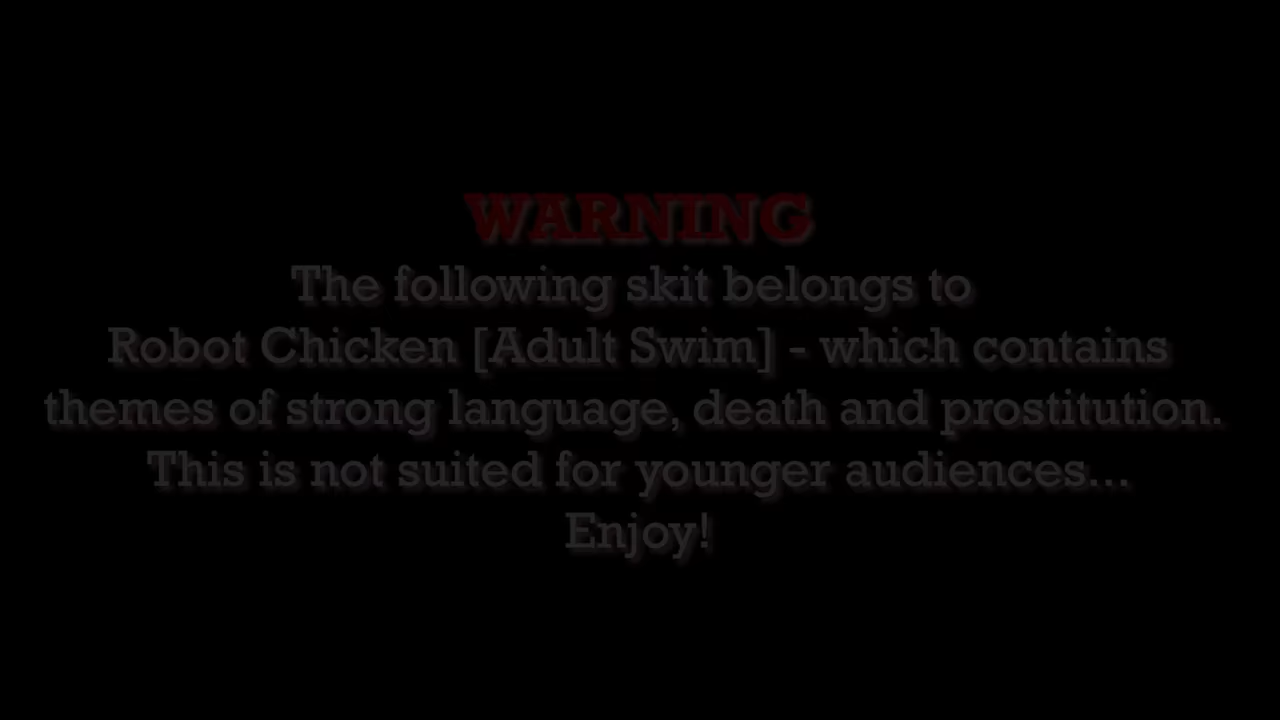 WARNING
The following skit belongs to
Robot Chicken [Adult Swim] - which contains
themes of strong language, death and prostitution.
This is not suited for younger audiences...
Enjoy!